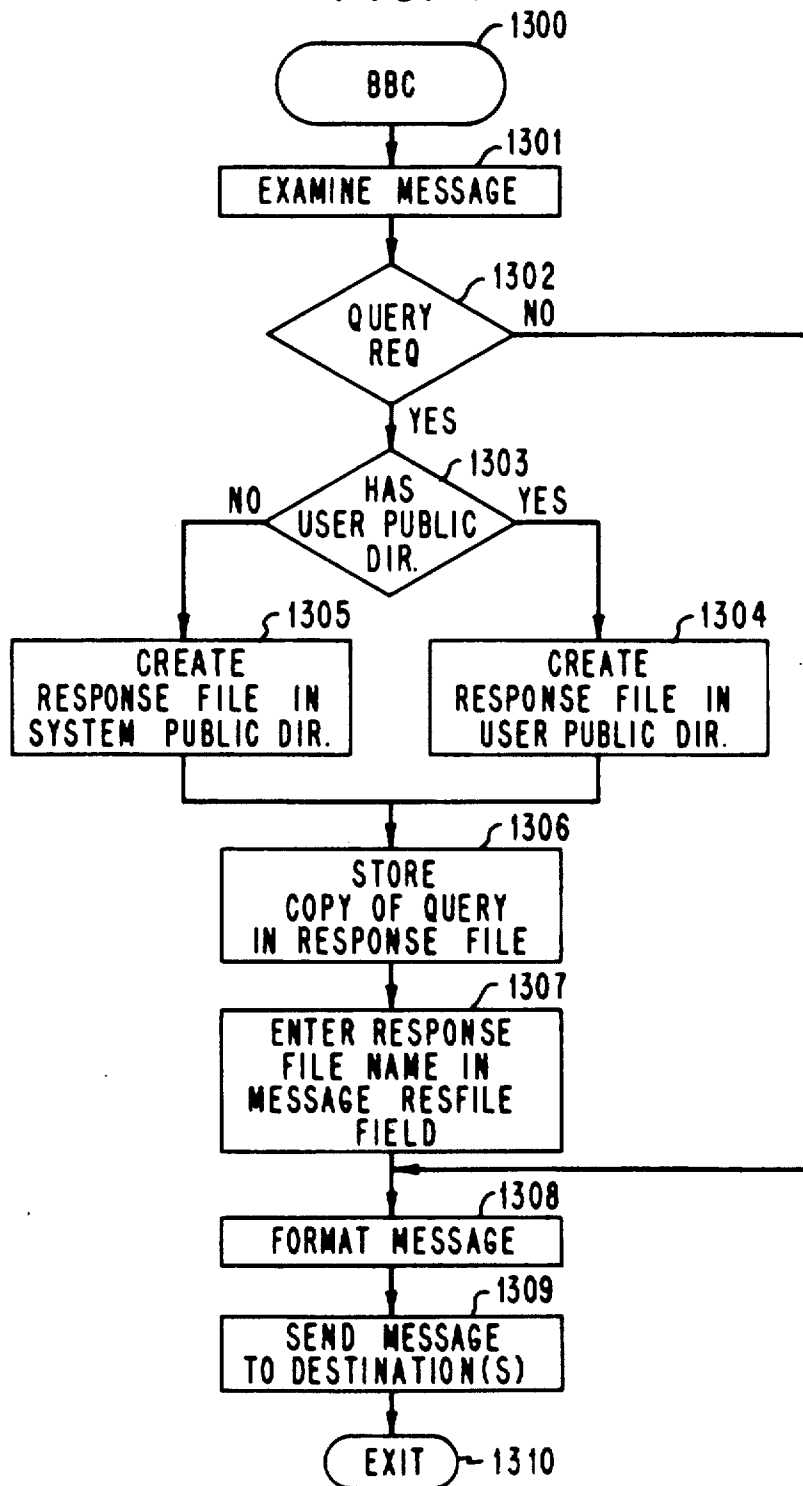 1300
BBC
1301
EXAMINE MESSAGE
1302
QUERY
REQ
NO
YES
1303
HAS
USER PUBLIC
DIR.
NO
YES
1305
CREATE
RESPONSE FILE IN
SYSTEM PUBLIC DIR.
1304
CREATE
RESPONSE FILE IN
USER PUBLIC DIR.
1306
STORE
COPY OF QUERY
IN RESPONSE FILE
1307
ENTER RESPONSE
FILE NAME IN
MESSAGE RESFILE
FIELD
1308
FORMAT MESSAGE
1309
SEND MESSAGE
TO DESTINATION(S)
EXIT
1310